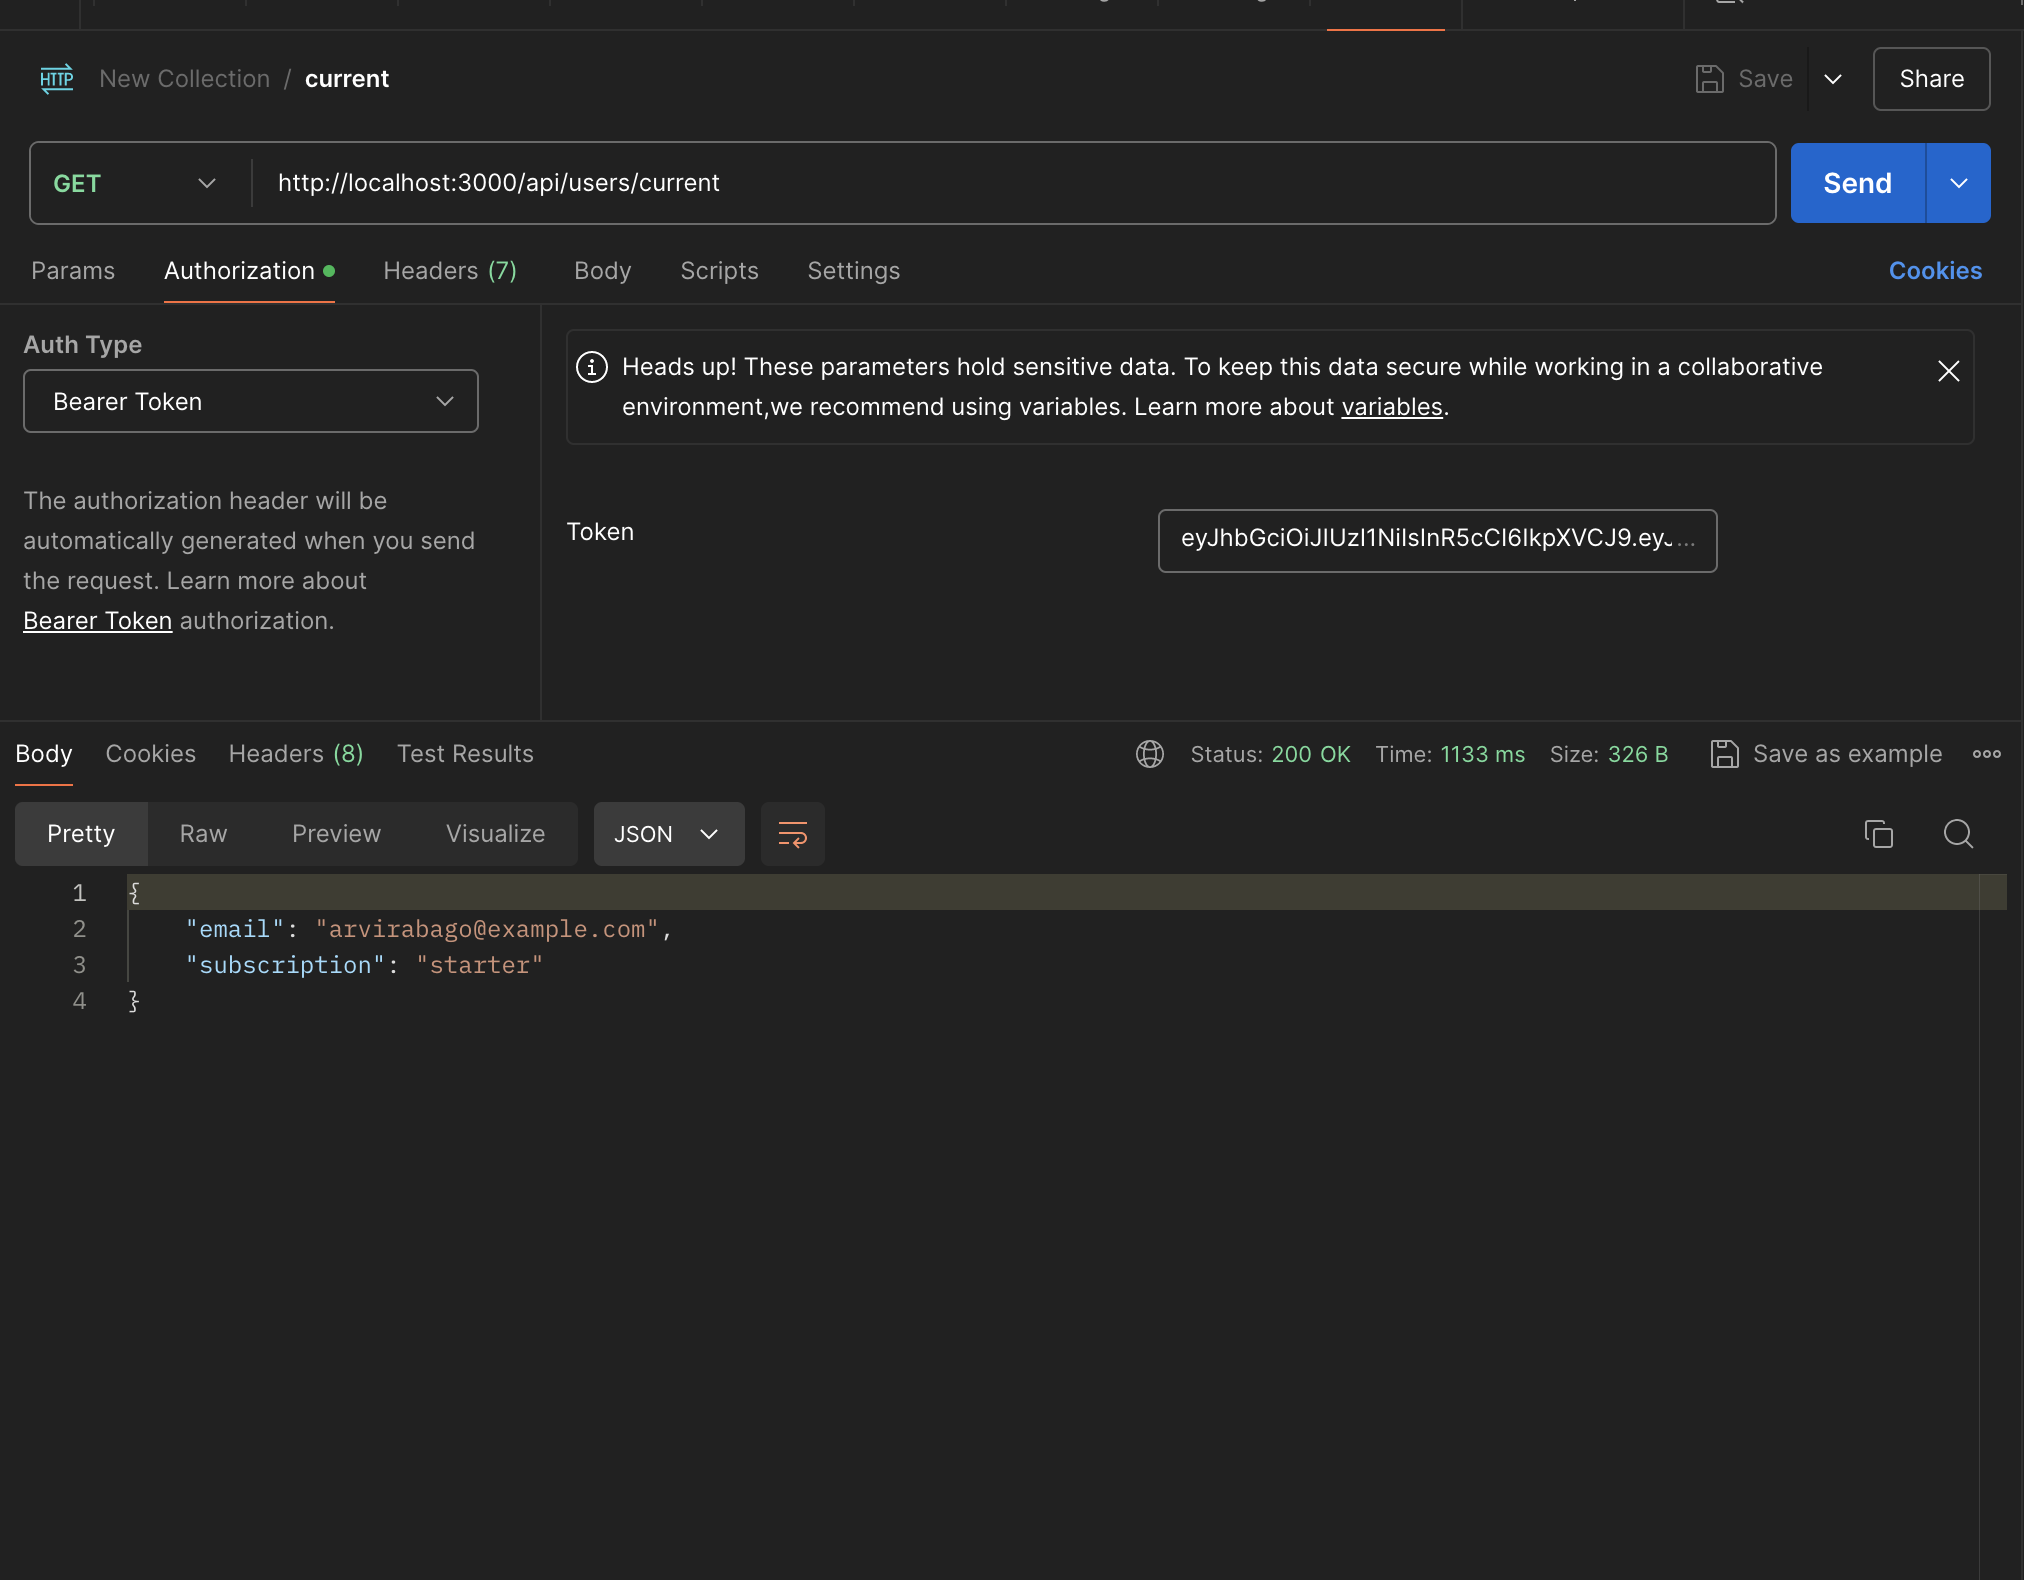 HTTP New Collection / current Save Share
GET http://localhost:3000/api/users/current Send
Params Authorization Headers (7) Body Scripts Settings Cookies
Auth Type
Bearer Token
The authorization header will be
automatically generated when you send
the request. Learn more about
Bearer Token authorization.
Heads up! These parameters hold sensitive data. To keep this data secure while working in a collaborative
environment,we recommend using variables. Learn more about variables.
Token eyJhbGciOiJIUzI1NiIsInR5cCI6IkpXVCJ9.eyJ...
Body Cookies Headers (8) Test Results Status: 200 OK Time: 1133 ms Size: 326 B Save as example
Pretty Raw Preview Visualize JSON
1 {
2 "email": "arvirabago@example.com",
3 "subscription": "starter"
4 }